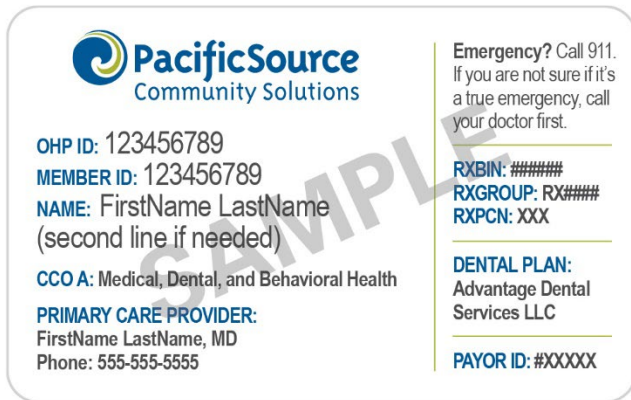 PacificSource
Community Solutions
OHP ID: 123456789
MEMBER ID: 123456789
NAME: FirstName LastName
(second line if needed)
CCO A: Medical, Dental, and Behavioral Health
PRIMARY CARE PROVIDER:
FirstName LastName, MD
Phone: 555-555-5555
Emergency? Call 911.
If you are not sure if it's
a true emergency, call
your doctor first.
RXBIN: ######
RXGROUP: RX####
RXPCN: XXX
DENTAL PLAN:
Advantage Dental
Services LLC
PAYOR ID: #XXXXX
SAMPLE